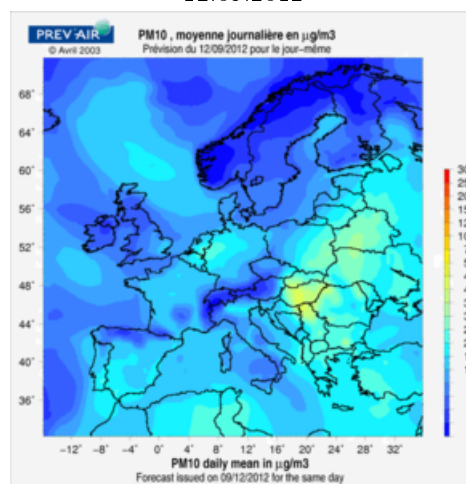 PREV'AIR
© Avril 2003
PM10 , moyenne journalière en µg/m3
Prévision du 12/09/2012 pour le jour-même
68°
64°
60°
56°
52°
48°
44°
40°
36°
-12° -8° -4° 0° 4° 8° 12° 16° 20° 24° 28° 32°
PM10 daily mean in µg/m3
Forecast issued on 09/12/2012 for the same day